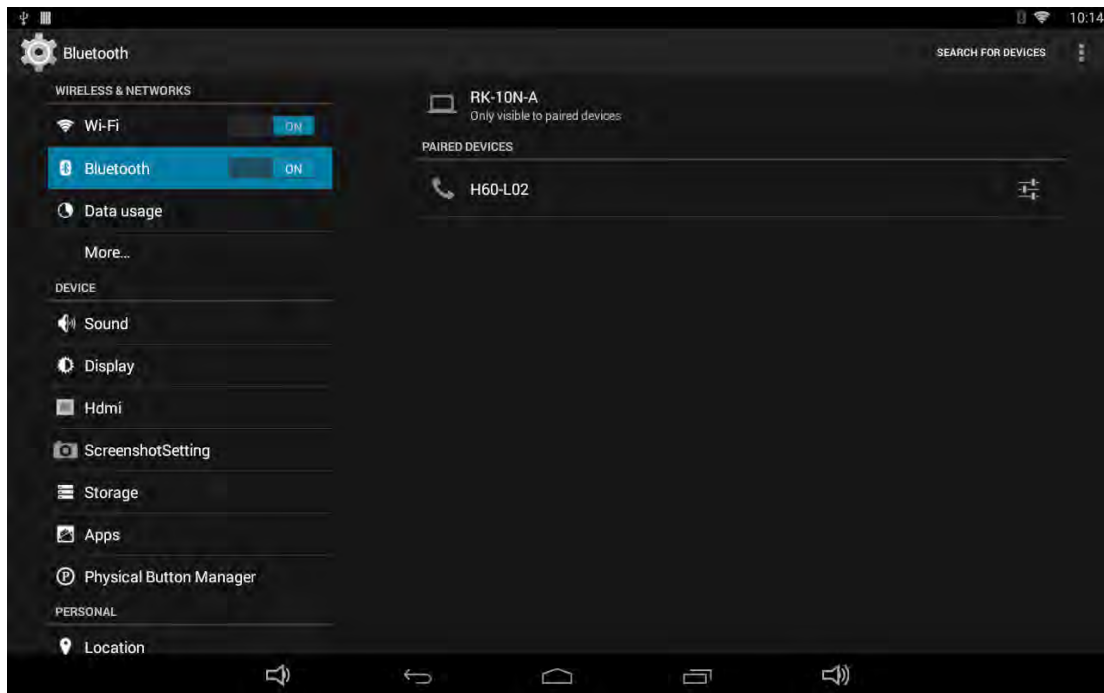 10:14
Bluetooth
SEARCH FOR DEVICES
WIRELESS & NETWORKS
Wi-Fi ON
Bluetooth ON
Data usage
More...
DEVICE
Sound
Display
Hdmi
ScreenshotSetting
Storage
Apps
Physical Button Manager
PERSONAL
Location
RK-10N-A
Only visible to paired devices
PAIRED DEVICES
H60-L02